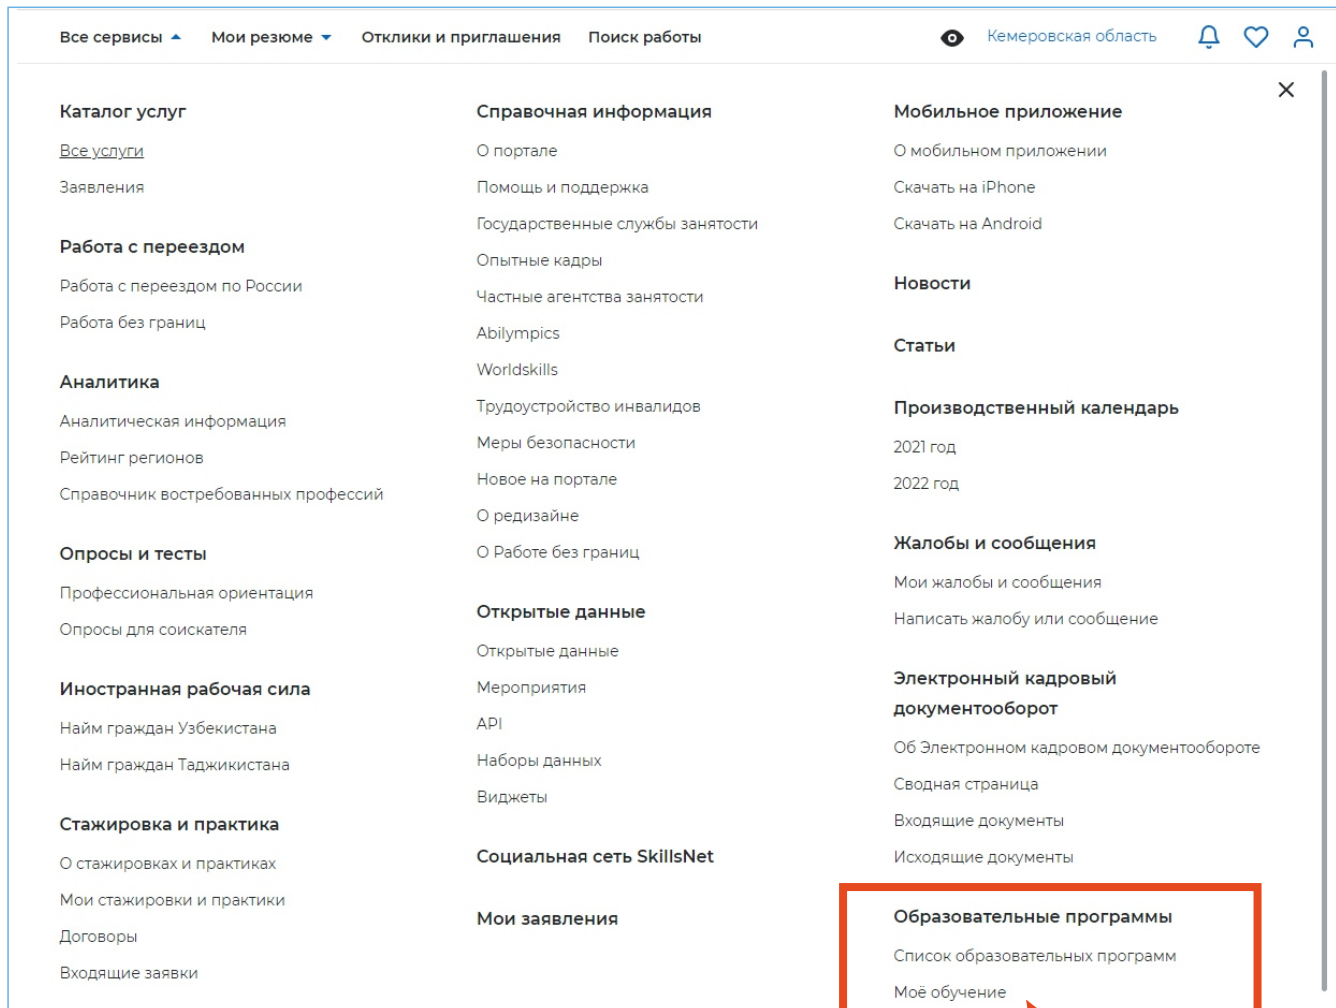 Все сервисы
Мои резюме
Отклики и приглашения
Поиск работы
Кемеровская область
Каталог услуг
Все услуги
Заявления
Работа с переездом
Работа с переездом по России
Работа без границ
Аналитика
Аналитическая информация
Рейтинг регионов
Справочник востребованных профессий
Опросы и тесты
Профессиональная ориентация
Опросы для соискателя
Иностранная рабочая сила
Найм граждан Узбекистана
Найм граждан Таджикистана
Стажировка и практика
О стажировках и практиках
Мои стажировки и практики
Договоры
Входящие заявки
Справочная информация
О портале
Помощь и поддержка
Государственные службы занятости
Опытные кадры
Частные агентства занятости
Abilympics
Worldskills
Трудоустройство инвалидов
Меры безопасности
Новое на портале
О редизайне
О Работе без границ
Открытые данные
Открытые данные
Мероприятия
API
Наборы данных
Виджеты
Социальная сеть SkillsNet
Мои заявления
Мобильное приложение
О мобильном приложении
Скачать на iPhone
Скачать на Android
Новости
Статьи
Производственный календарь
2021 год
2022 год
Жалобы и сообщения
Мои жалобы и сообщения
Написать жалобу или сообщение
Электронный кадровый
документооборот
Об Электронном кадровом документообороте
Сводная страница
Входящие документы
Исходящие документы
Образовательные программы
Список образовательных программ
Моё обучение